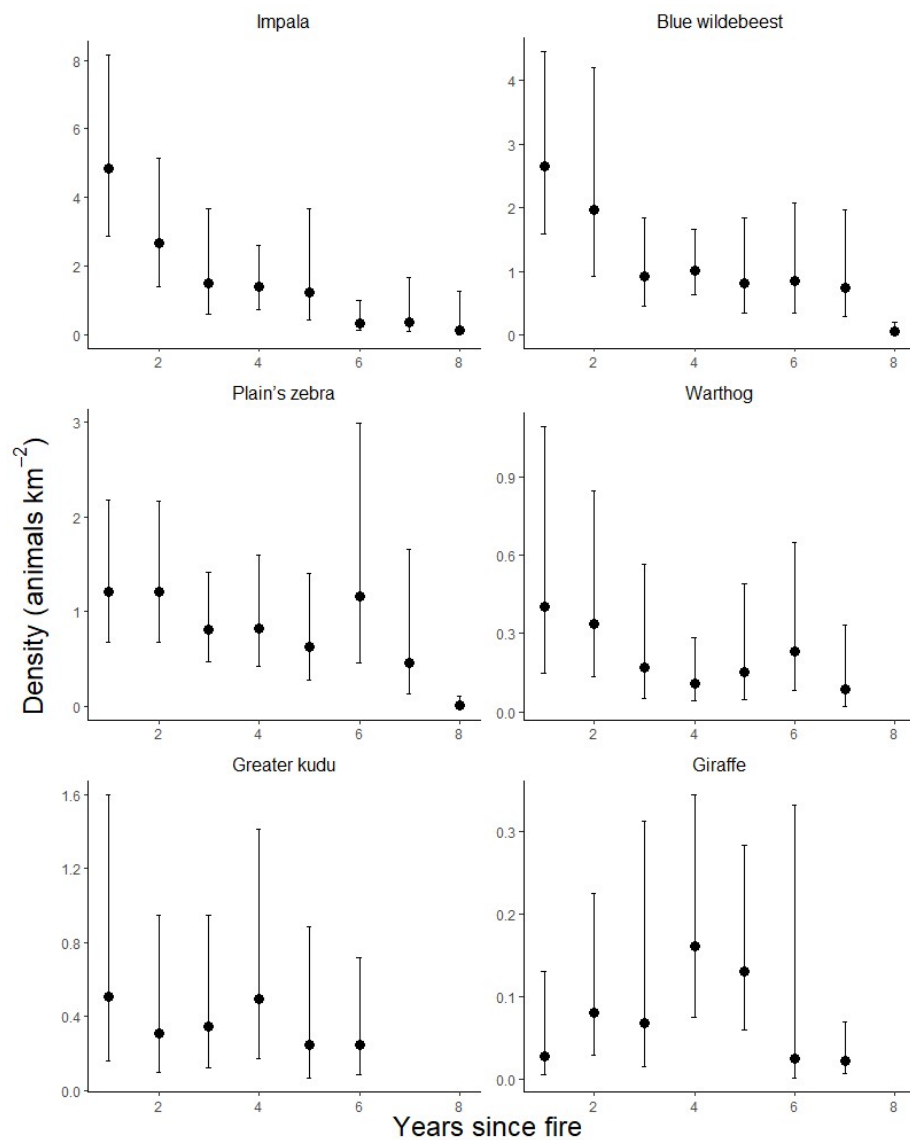 Impala
Blue wildebeest
8
6
4
2
0
2 4 6 8
4
3
2
1
0
2 4 6 8
Plain’s zebra
Warthog
3
2
1
0
2 4 6 8
0.9
0.6
0.3
0.0
2 4 6 8
Greater kudu
Giraffe
1.6
1.2
0.8
0.4
0.0
2 4 6 8
0.3
0.2
0.1
0.0
2 4 6 8
Density (animals km⁻²)
Years since fire